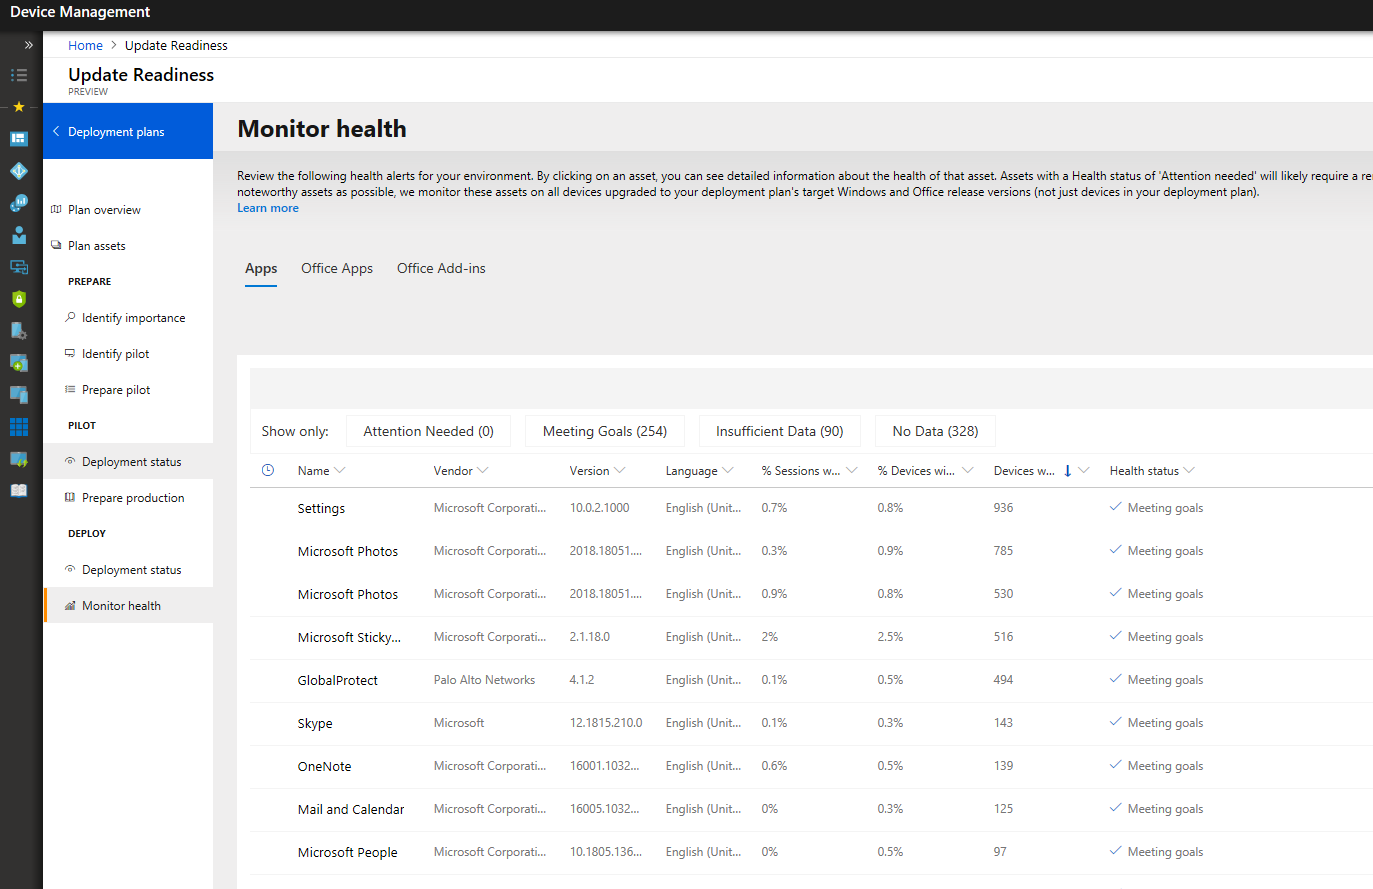 Device Management
Home > Update Readiness
Update Readiness
PREVIEW
Deployment plans
Plan overview
Plan assets
PREPARE
Identify importance
Identify pilot
Prepare pilot
PILOT
Deployment status
Prepare production
DEPLOY
Deployment status
Monitor health
Monitor health
Review the following health alerts for your environment. By clicking on an asset, you can see detailed information about the health of that asset. Assets with a Health status of 'Attention needed' will likely require a re
noteworthy assets as possible, we monitor these assets on all devices upgraded to your deployment plan's target Windows and Office release versions (not just devices in your deployment plan).
Learn more
Apps Office Apps Office Add-ins
Show only: Attention Needed (0) Meeting Goals (254) Insufficient Data (90) No Data (328)
Name Vendor Version Language % Sessions w... % Devices wi... Devices w... Health status
Settings Microsoft Corporati... 10.0.2.1000 English (Unit... 0.7% 0.8% 936 Meeting goals
Microsoft Photos Microsoft Corporati... 2018.18051.... English (Unit... 0.3% 0.9% 785 Meeting goals
Microsoft Photos Microsoft Corporati... 2018.18051.... English (Unit... 0.9% 0.8% 530 Meeting goals
Microsoft Sticky... Microsoft Corporati... 2.1.18.0 English (Unit... 2% 2.5% 516 Meeting goals
GlobalProtect Palo Alto Networks 4.1.2 English (Unit... 0.1% 0.5% 494 Meeting goals
Skype Microsoft 12.1815.210.0 English (Unit... 0.1% 0.3% 143 Meeting goals
OneNote Microsoft Corporati... 16001.1032... English (Unit... 0.6% 0.5% 139 Meeting goals
Mail and Calendar Microsoft Corporati... 16005.1032... English (Unit... 0% 0.3% 125 Meeting goals
Microsoft People Microsoft Corporati... 10.1805.136... English (Unit... 0% 0.5% 97 Meeting goals